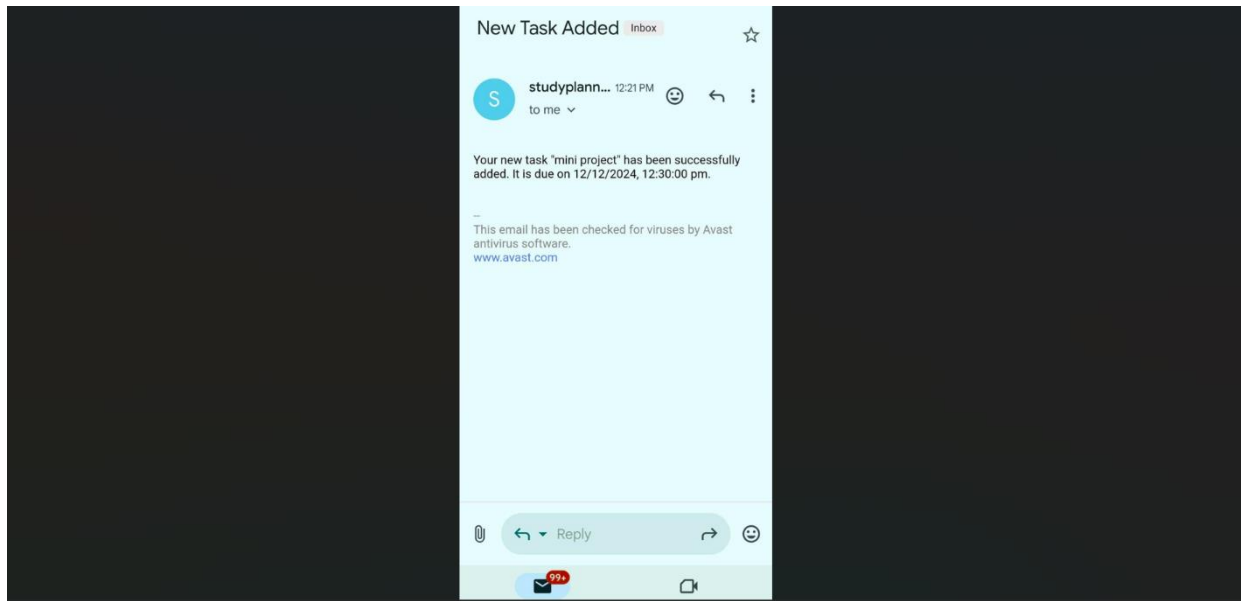 New Task Added Inbox
S
studyplann... 12:21 PM
to me
Your new task "mini project" has been successfully
added. It is due on 12/12/2024, 12:30:00 pm.
--
This email has been checked for viruses by Avast
antivirus software.
www.avast.com
Reply
99+